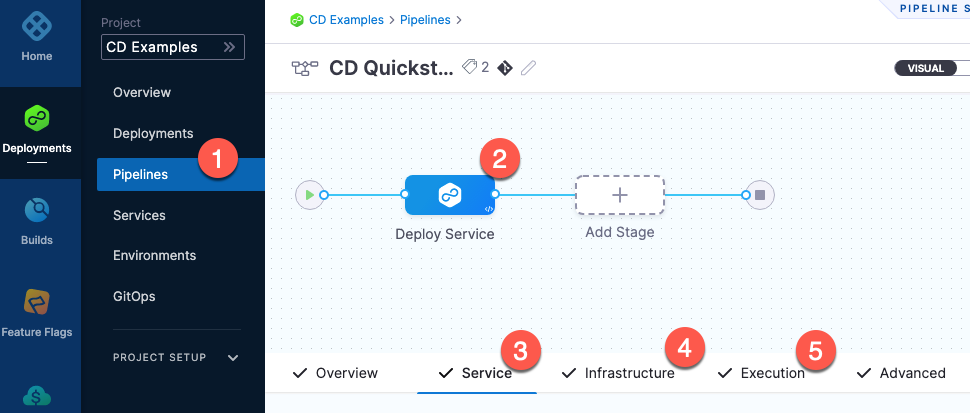 Home
Deployments
Builds
Feature Flags
Project
CD Examples
Overview
Deployments
1
Pipelines
Services
Environments
GitOps
PROJECT SETUP
CD Examples > Pipelines >
PIPELINE S
CD Quickst... 2
VISUAL
2
Deploy Service
Add Stage
3
4
5
Overview
Service
Infrastructure
Execution
Advanced